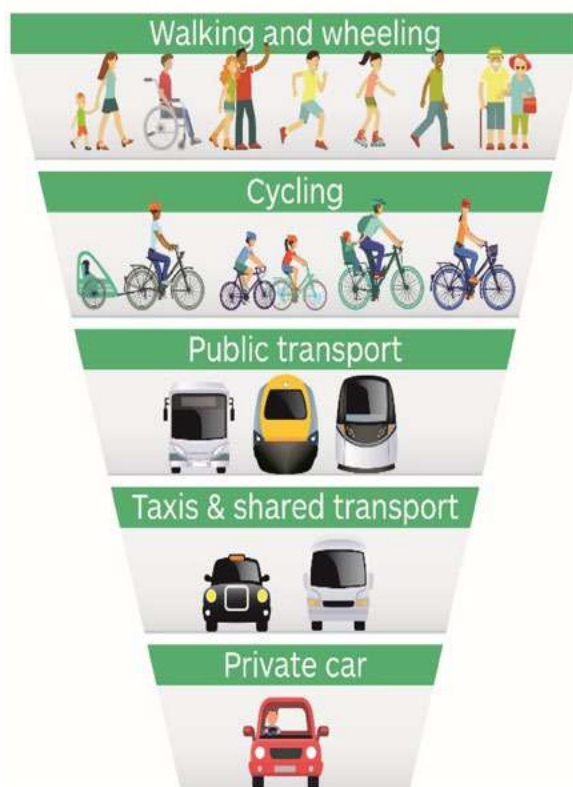 Walking and wheeling
Cycling
Public transport
Taxis & shared transport
Private car